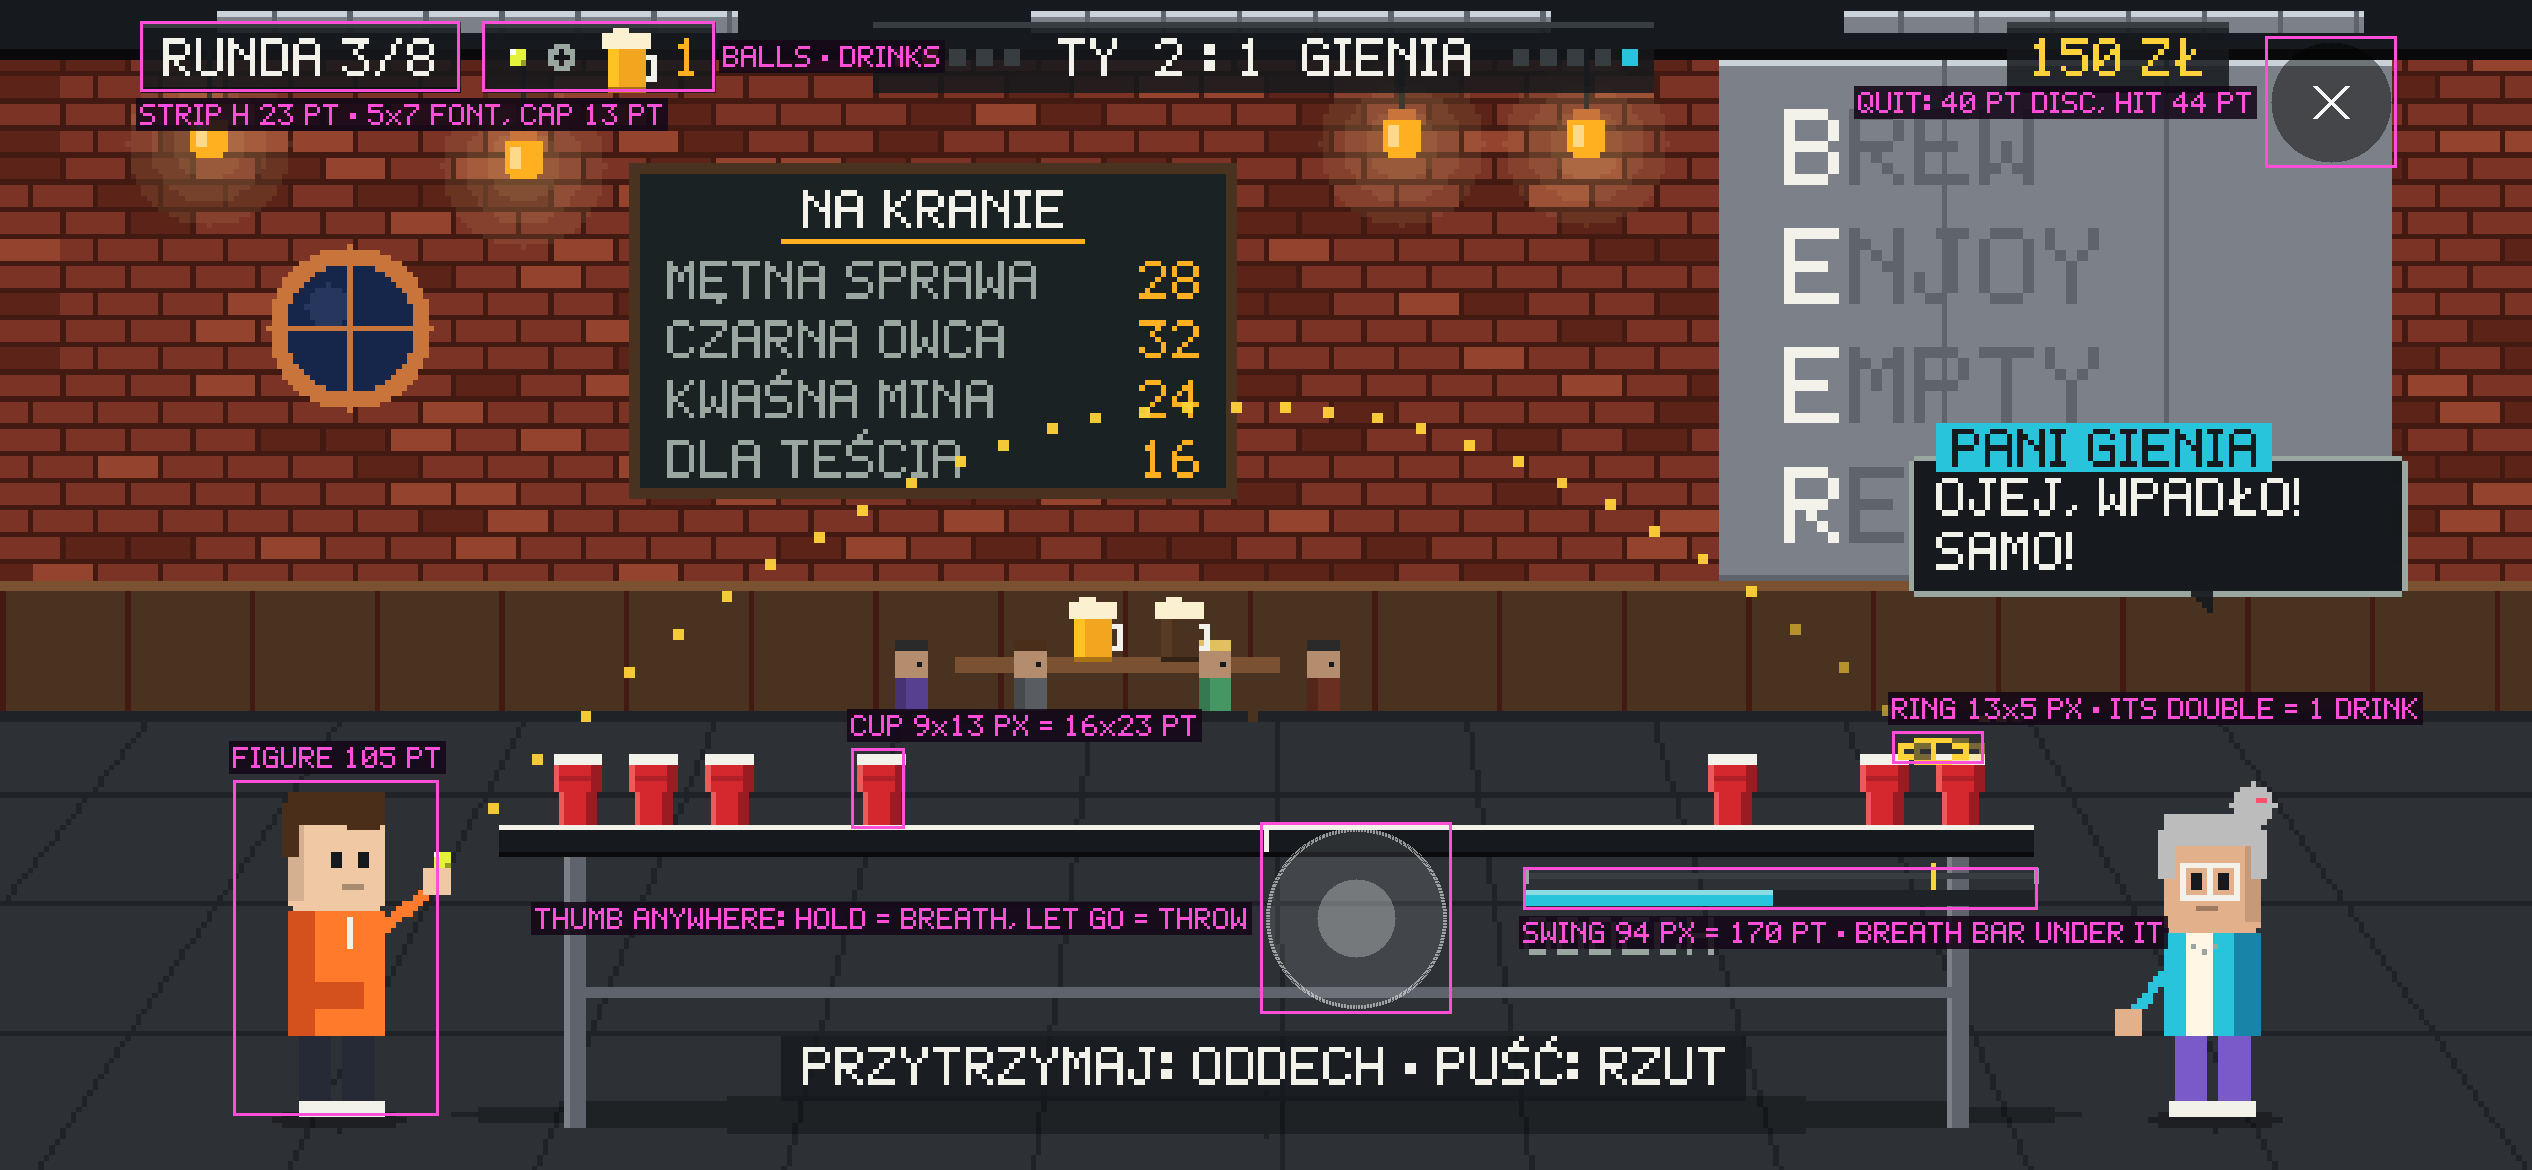 RUNDA 3/8
1
BALLS · DRINKS
TY 2:1 GIENIA
150 ZŁ
STRIP H 23 PT · 5x7 FONT, CAP 13 PT
QUIT: 40 PT DISC, HIT 44 PT
BREW
ENJOY
EMPTY
RE
NA KRANIE
MĘTNA SPRAWA 28
CZARNA OWCA 32
KWAŚNA MINA 24
DLA TEŚCIA 16
PANI GIENIA
OJEJ, WPADŁO!
SAMO!
RING 13x5 PX · ITS DOUBLE = 1 DRINK
CUP 9x13 PX = 16x23 PT
FIGURE 105 PT
THUMB ANYWHERE: HOLD = BREATH, LET GO = THROW
SWING 94 PX = 170 PT · BREATH BAR UNDER IT
PRZYTRZYMAJ: ODDECH · PUŚĆ: RZUT